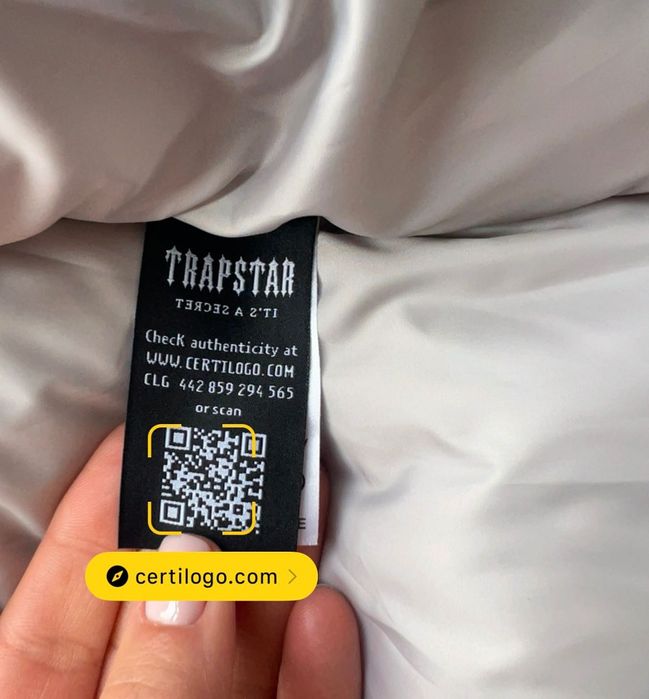 TRAPSTAR
IT'S A SECRET
Check authenticity at
WWW.CERTILOGO.COM
CLG 442 859 294 565
or scan
E
certilogo.com